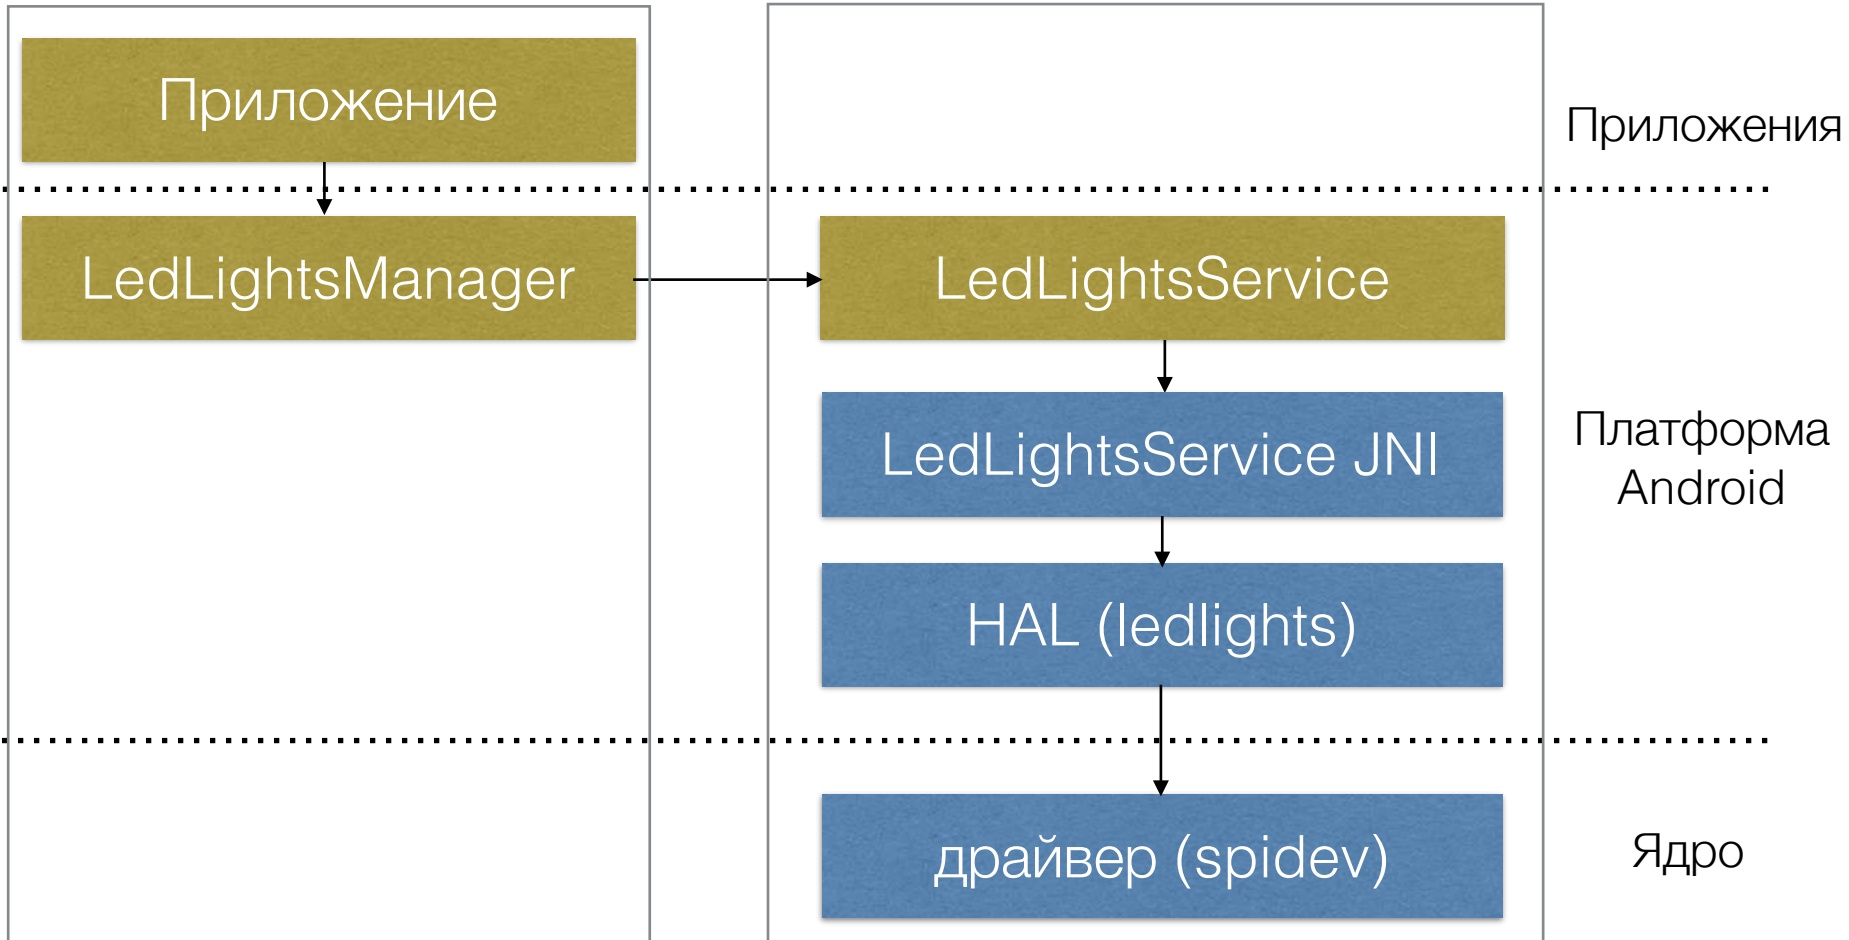 Приложение
Приложения
LedLightsManager
LedLightsService
LedLightsService JNI
Платформа
Android
HAL (ledlights)
драйвер (spidev)
Ядро